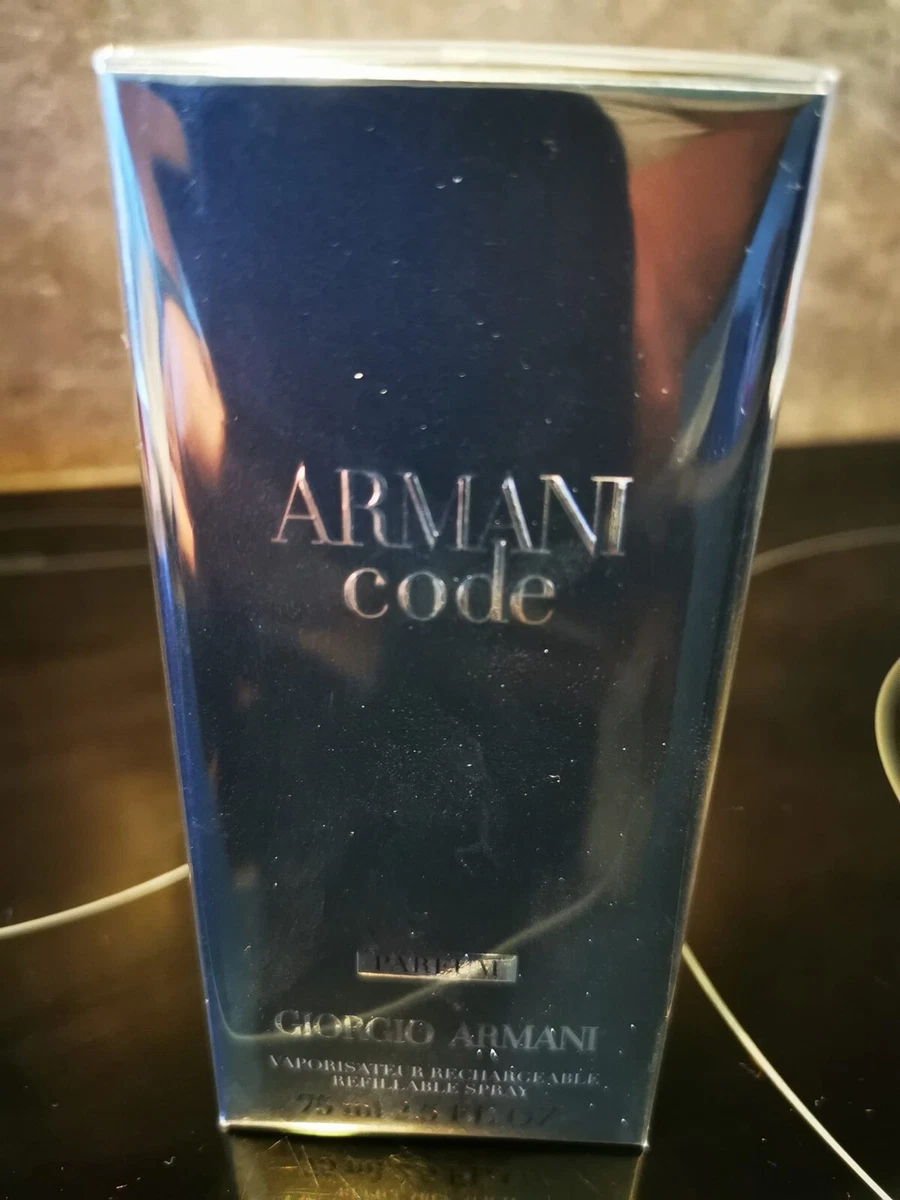 ARMANI
code
PARFUM
GIORGIO ARMANI
VAPORISATEUR RECHARGEABLE
REFILLABLE SPRAY
75 ml 2.5 FL.OZ